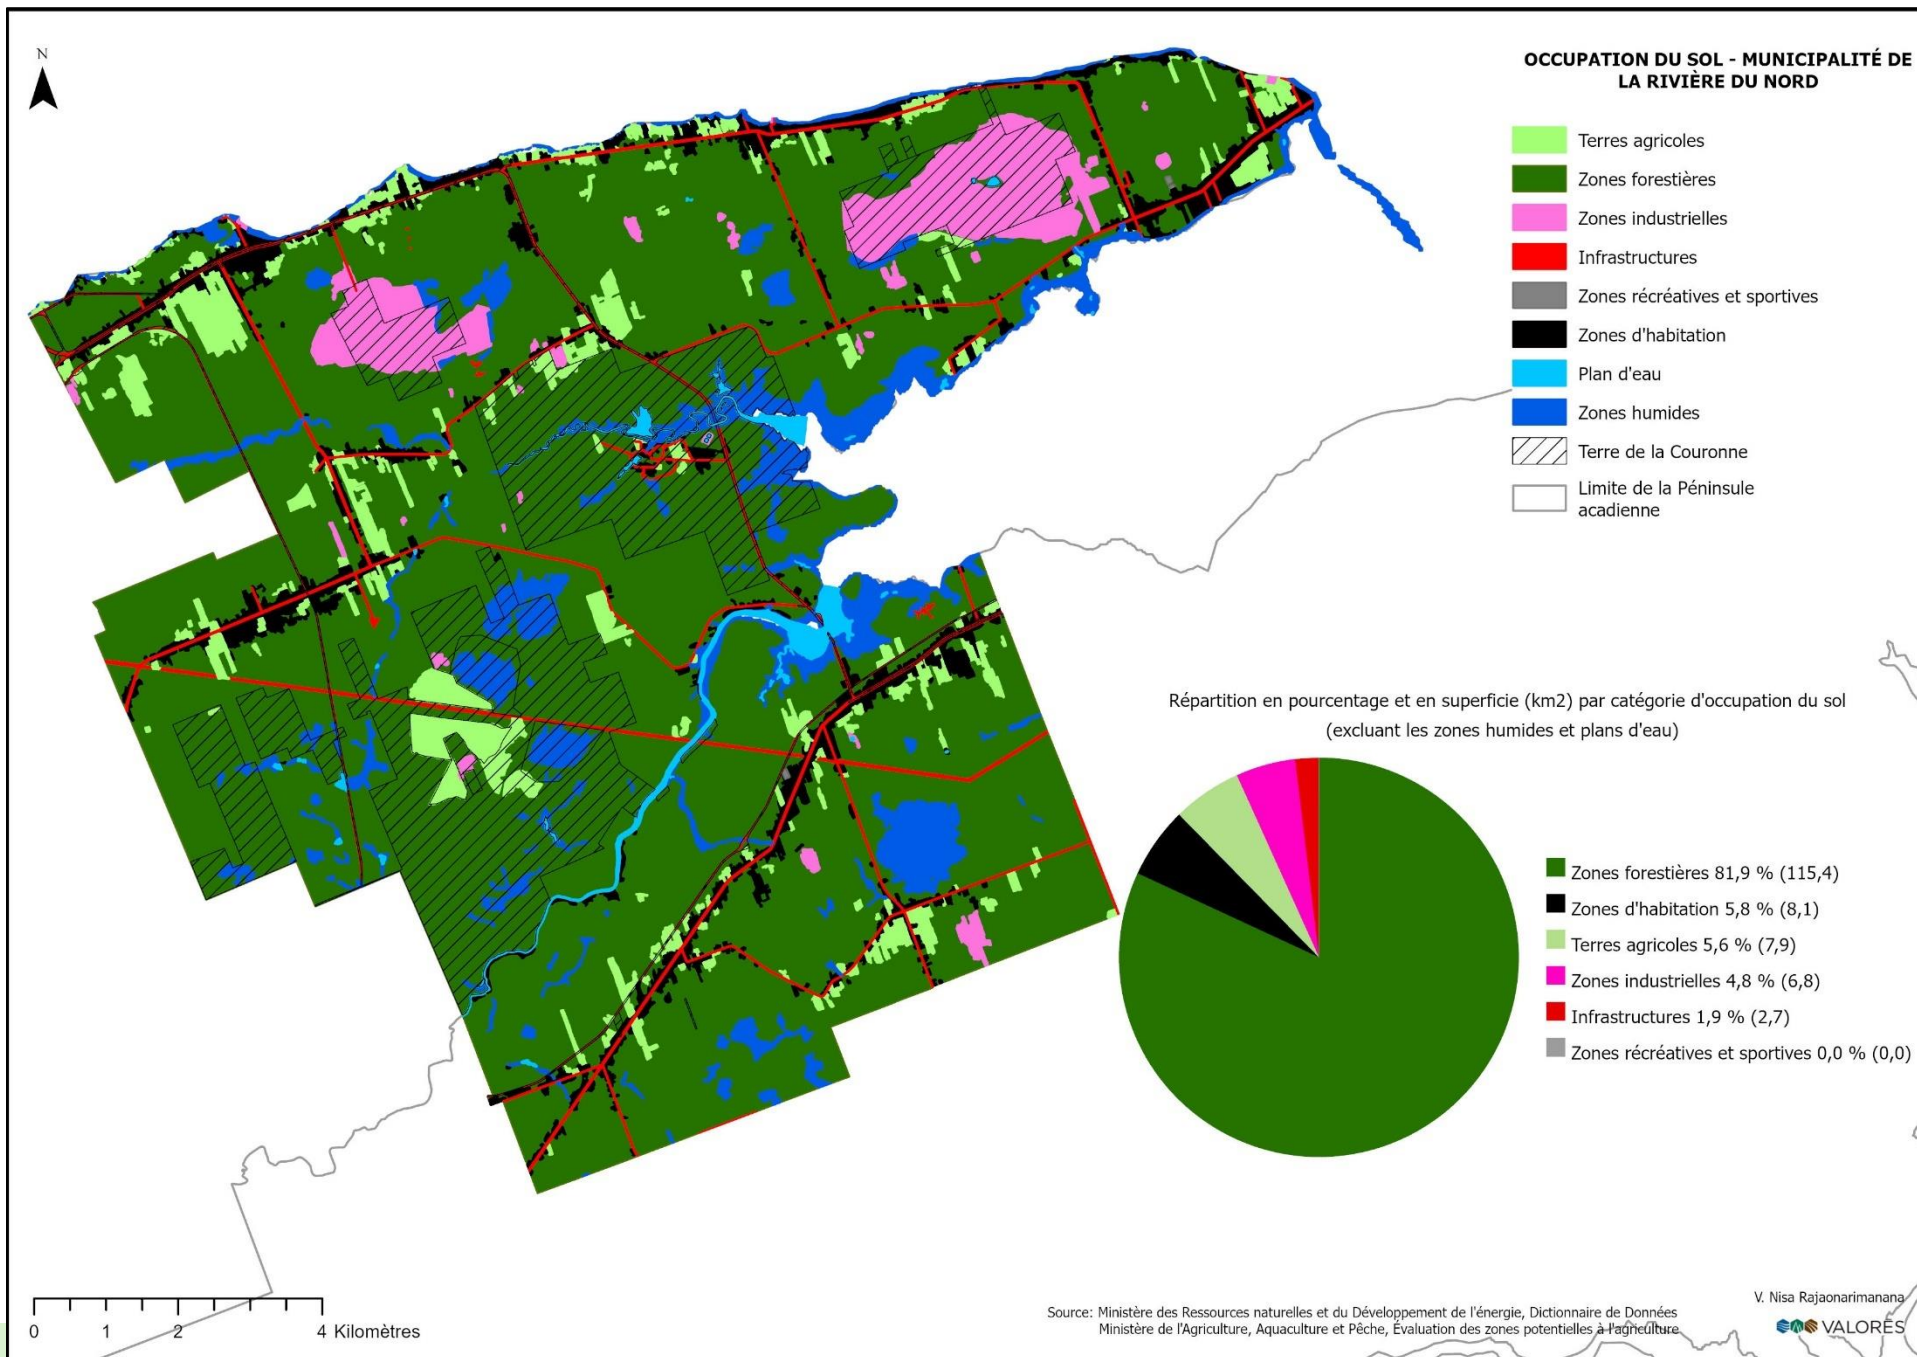 N
OCCUPATION DU SOL - MUNICIPALITÉ DE
LA RIVIÈRE DU NORD
Terres agricoles
Zones forestières
Zones industrielles
Infrastructures
Zones récréatives et sportives
Zones d'habitation
Plan d'eau
Zones humides
Terre de la Couronne
Limite de la Péninsule
acadienne
Répartition en pourcentage et en superficie (km2) par catégorie d'occupation du sol
(excluant les zones humides et plans d'eau)
Zones forestières 81,9 % (115,4)
Zones d'habitation 5,8 % (8,1)
Terres agricoles 5,6 % (7,9)
Zones industrielles 4,8 % (6,8)
Infrastructures 1,9 % (2,7)
Zones récréatives et sportives 0,0 % (0,0)
0 1 2 4 Kilomètres
Source: Ministère des Ressources naturelles et du Développement de l'énergie, Dictionnaire de Données
Ministère de l'Agriculture, Aquaculture et Pêche, Évaluation des zones potentielles à l'agriculture
V. Nisa Rajaonarimanana
VALORĒS